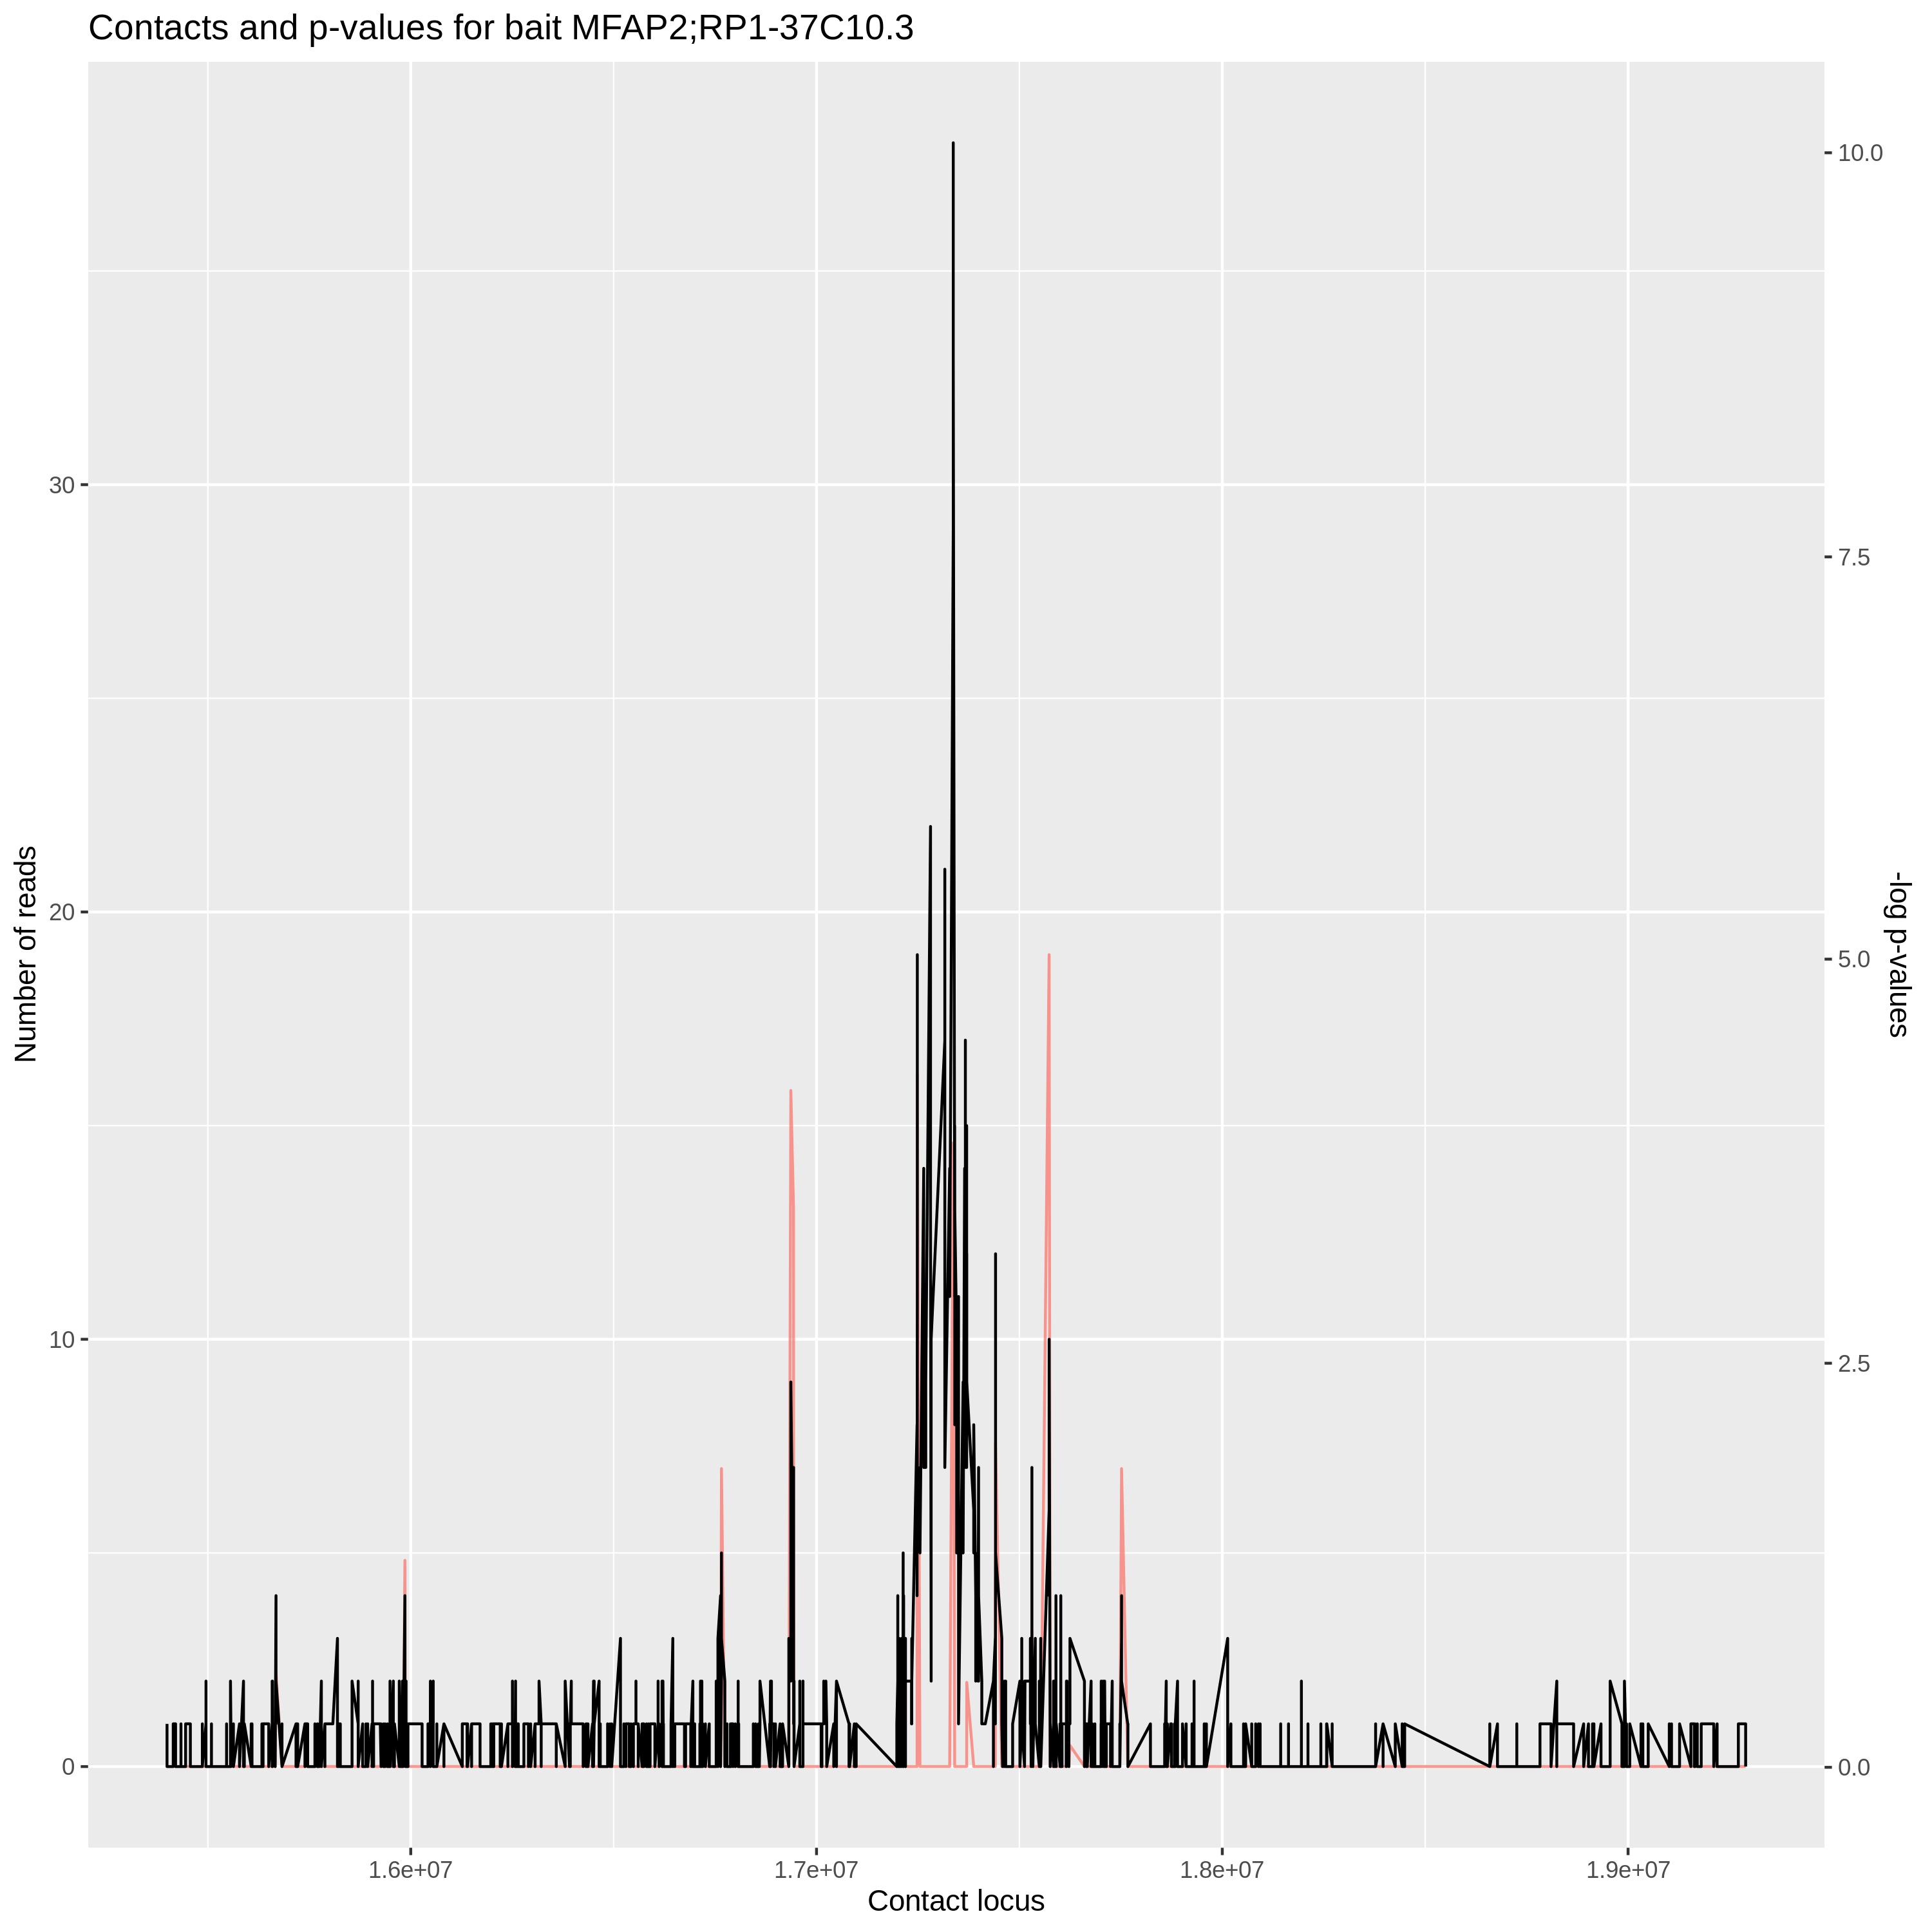 Contacts and p-values for bait MFAP2;RP1-37C10.3
Number of reads
30
20
10
0
10.0
7.5
5.0
2.5
0.0
-log p-values
1.6e+07 1.7e+07 1.8e+07 1.9e+07
Contact locus